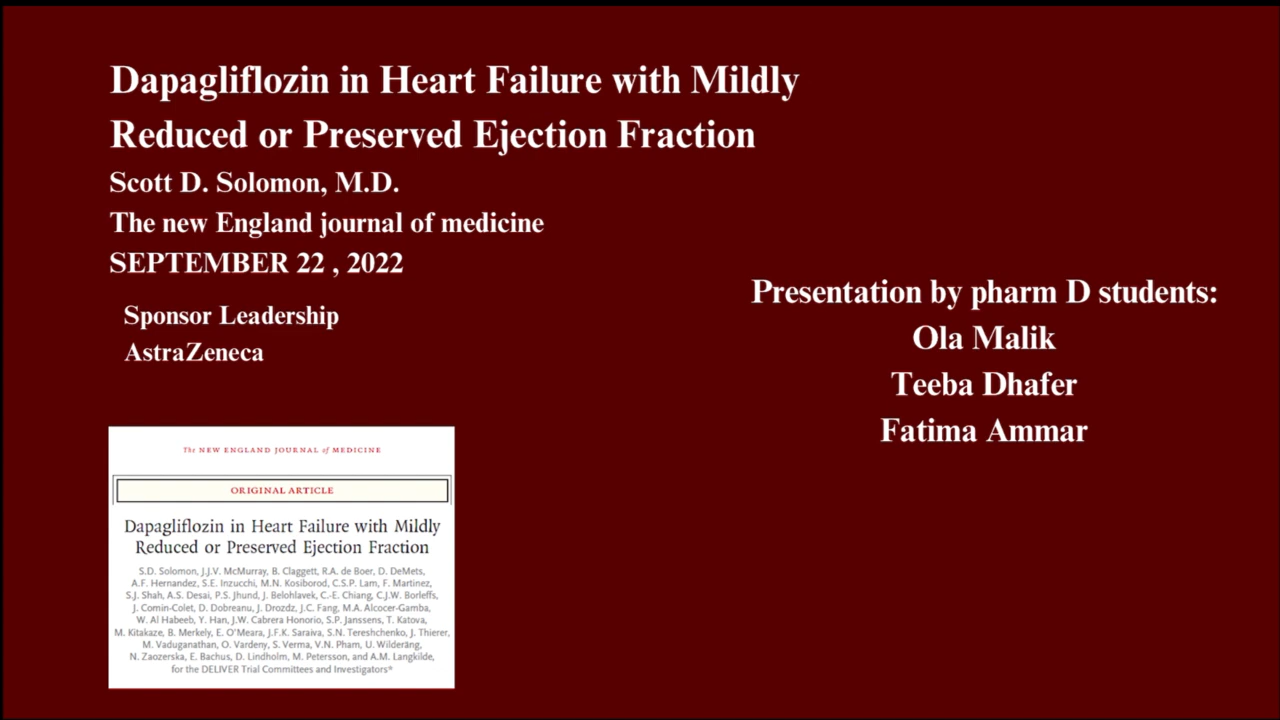 Dapagliflozin in Heart Failure with Mildly
Reduced or Preserved Ejection Fraction
Scott D. Solomon, M.D.
The new England journal of medicine
SEPTEMBER 22 , 2022
Sponsor Leadership
AstraZeneca
Presentation by pharm D students:
Ola Malik
Teeba Dhafer
Fatima Ammar
The NEW ENGLAND JOURNAL of MEDICINE
ORIGINAL ARTICLE
Dapagliflozin in Heart Failure with Mildly
Reduced or Preserved Ejection Fraction
S.D. Solomon, J.J.V. McMurray, B. Claggett, R.A. de Boer, D. DeMets,
A.F. Hernandez, S.E. Inzucchi, M.N. Kosiborod, C.S.P. Lam, F. Martinez,
S.J. Shah, A.S. Desai, P.S. Jhund, J. Belohlavek, C.-E. Chiang, C.J.W. Borleffs,
J. Comin-Colet, D. Dobreanu, J. Drozdz, J.C. Fang, M.A. Alcocer-Gamba,
W. Al Habeeb, Y. Han, J.W. Cabrera Honorio, S.P. Janssens, T. Katova,
M. Kitakaze, B. Merkely, E. O'Meara, J.F.K. Saraiva, S.N. Tereshchenko, J. Thierer,
M. Vaduganathan, O. Vardeny, S. Verma, V.N. Pham, U. Wilderäng,
N. Zaozerska, E. Bachus, D. Lindholm, M. Petersson, and A.M. Langkilde,
for the DELIVER Trial Committees and Investigators*